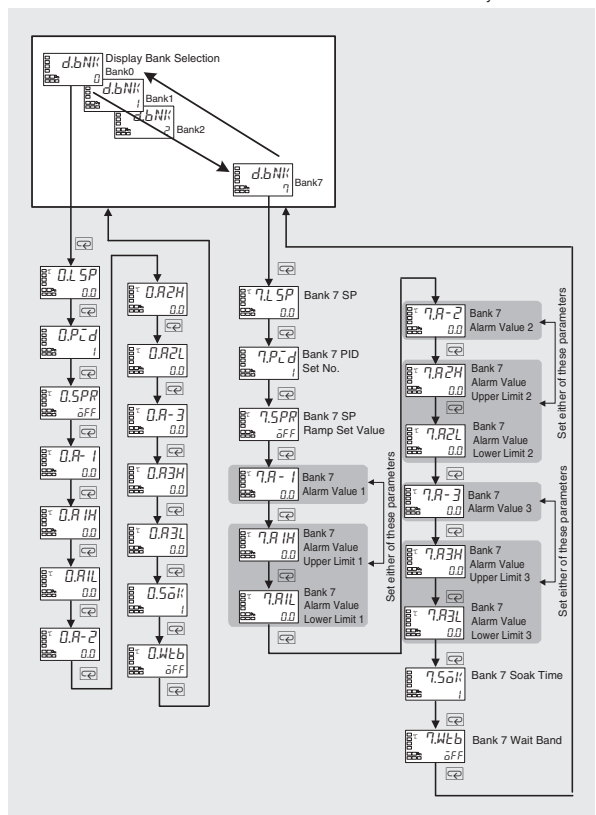 d.bNK
Display Bank Selection
0
Bank0
d.bNK
1
Bank1
d.bNK
2
Bank2
d.bNK
7
Bank7
0.LSP
0.0
0.PId
1
0.SPR
oFF
0.A-1
0.0
0.A1H
0.0
0.A1L
0.0
0.A-2
0.0
0.A2H
0.0
0.A2L
0.0
0.A-3
0.0
0.A3H
0.0
0.A3L
0.0
0.SoK
1
0.Wtb
oFF
7.LSP
0.0
Bank 7 SP
7.PId
1
Bank 7 PID
Set No.
7.SPR
oFF
Bank 7 SP
Ramp Set Value
7.A-1
0.0
Bank 7
Alarm Value 1
7.A1H
0.0
Bank 7
Alarm Value
Upper Limit 1
7.A1L
0.0
Bank 7
Alarm Value
Lower Limit 1
Set either of these parameters
7.A-2
0.0
Bank 7
Alarm Value 2
7.A2H
0.0
Bank 7
Alarm Value
Upper Limit 2
7.A2L
0.0
Bank 7
Alarm Value
Lower Limit 2
Set either of these parameters
7.A-3
0.0
Bank 7
Alarm Value 3
7.A3H
0.0
Bank 7
Alarm Value
Upper Limit 3
7.A3L
0.0
Bank 7
Alarm Value
Lower Limit 3
Set either of these parameters
7.SoK
1
Bank 7 Soak Time
7.Wtb
oFF
Bank 7 Wait Band